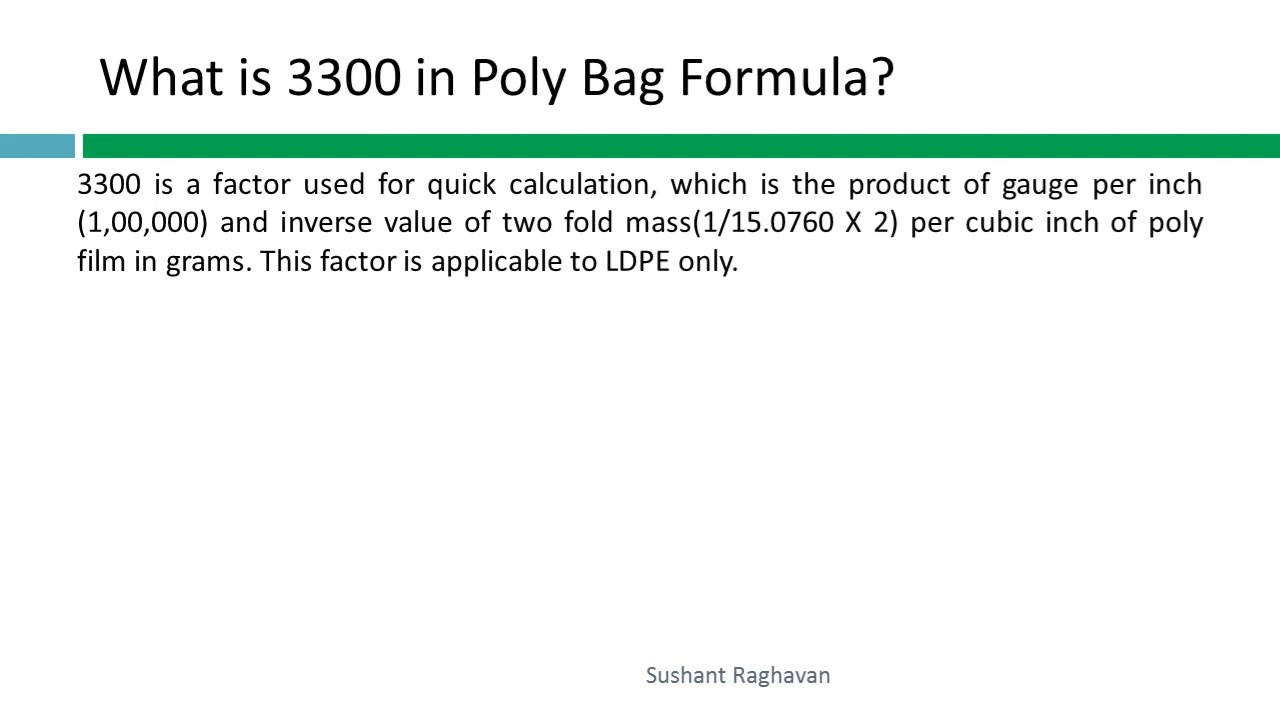 What is 3300 in Poly Bag Formula?
3300 is a factor used for quick calculation, which is the product of gauge per inch
(1,00,000) and inverse value of two fold mass(1/15.0760 X 2) per cubic inch of poly
film in grams. This factor is applicable to LDPE only.
Sushant Raghavan